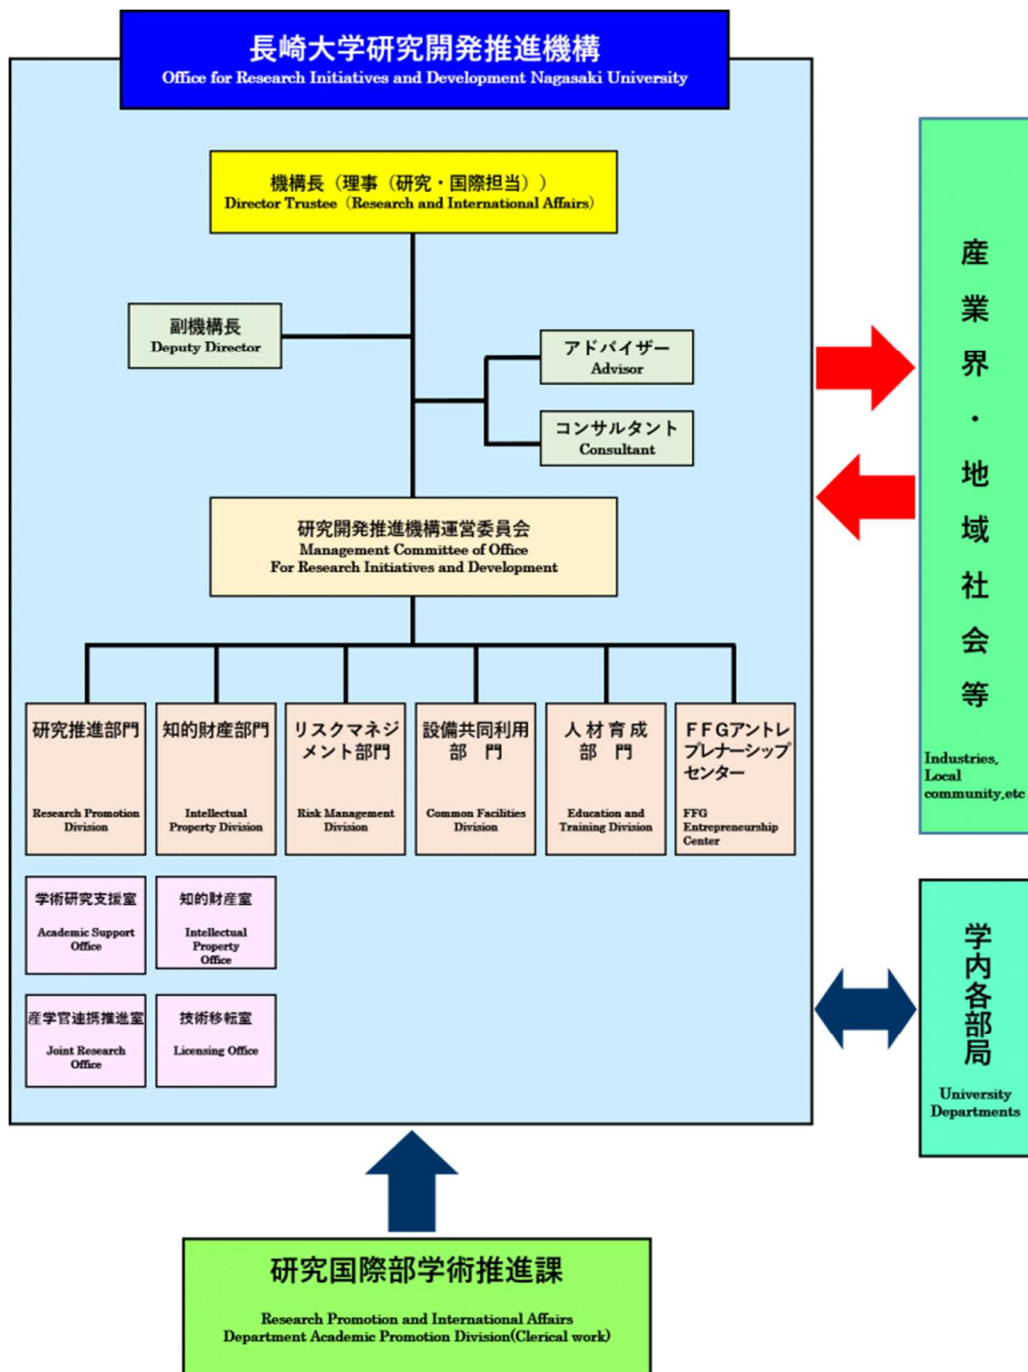 長崎大学研究開発推進機構
Office for Research Initiatives and Development Nagasaki University
機構長（理事（研究・国際担当））
Director Trustee（Research and International Affairs）
副機構長
Deputy Director
アドバイザー
Advisor
コンサルタント
Consultant
研究開発推進機構運営委員会
Management Committee of Office
For Research Initiatives and Development
研究推進部門
Research Promotion
Division
知的財産部門
Intellectual
Property Division
リスクマネジ
メント部門
Risk Management
Division
設備共同利用
部　門
Common Facilities
Division
人材育成
部　門
Education and
Training Division
ＦＦＧアントレ
プレナーシップ
センター
FFG
Entrepreneurship
Center
学術研究支援室
Academic Support
Office
知的財産室
Intellectual
Property
Office
産学官連携推進室
Joint Research
Office
技術移転室
Licensing Office
産業界・地域社会等
Industries,
Local
community,etc
学内各部局
University
Departments
研究国際部学術推進課
Research Promotion and International Affairs
Department Academic Promotion Division(Clerical work)